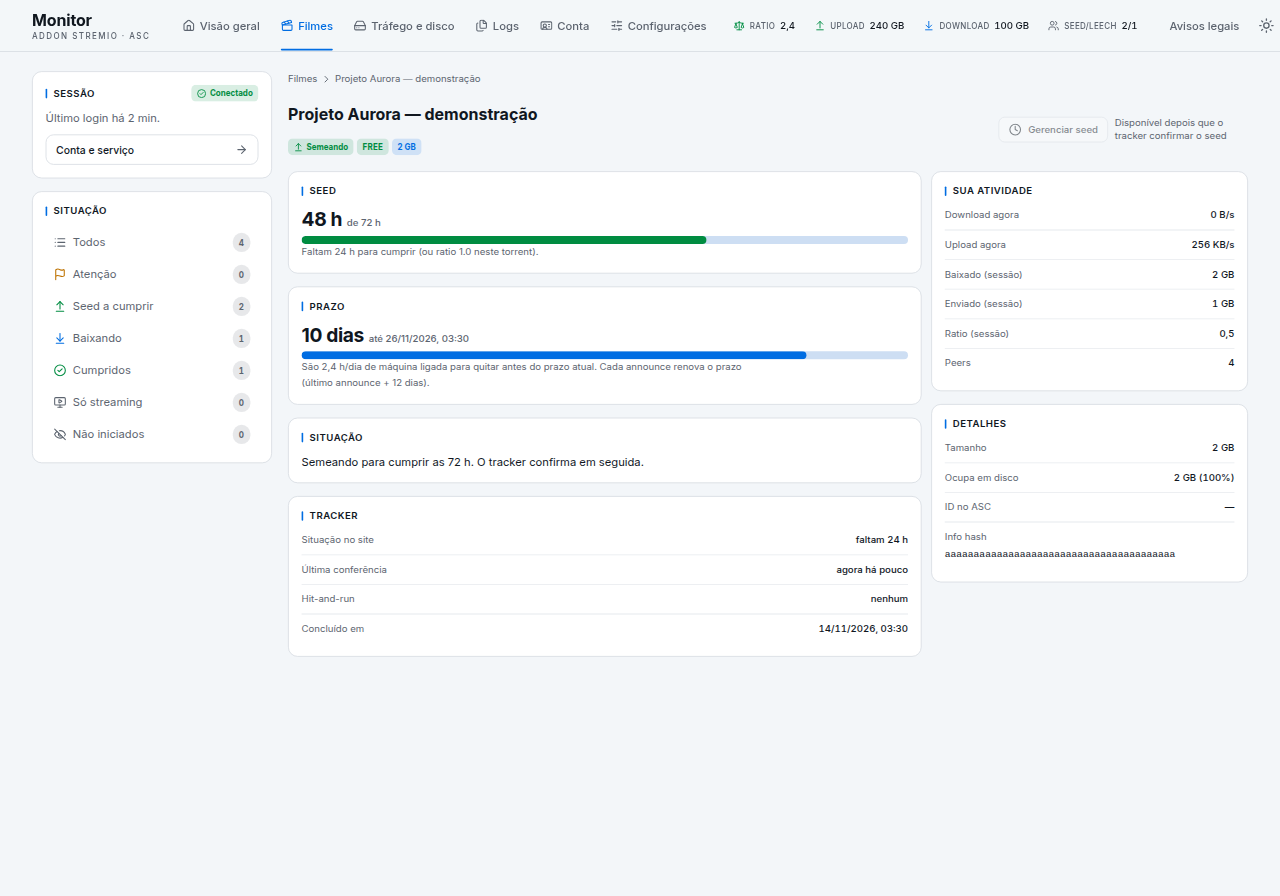 Monitor
ADDON STREMIO · ASC
Visão geral
Filmes
Tráfego e disco
Logs
Conta
Configurações
RATIO 2,4
UPLOAD 240 GB
DOWNLOAD 100 GB
SEED/LEECH 2/1
Avisos legais
SESSÃO
Conectado
Último login há 2 min.
Conta e serviço
SITUAÇÃO
Todos 4
Atenção 0
Seed a cumprir 2
Baixando 1
Cumpridos 1
Só streaming 0
Não iniciados 0
Filmes > Projeto Aurora — demonstração
Projeto Aurora — demonstração
Semeando FREE 2 GB
Gerenciar seed
Disponível depois que o
tracker confirmar o seed
SEED
48 h de 72 h
Faltam 24 h para cumprir (ou ratio 1.0 neste torrent).
PRAZO
10 dias até 26/11/2026, 03:30
São 2,4 h/dia de máquina ligada para quitar antes do prazo atual. Cada announce renova o prazo
(último announce + 12 dias).
SITUAÇÃO
Semeando para cumprir as 72 h. O tracker confirma em seguida.
TRACKER
Situação no site faltam 24 h
Última conferência agora há pouco
Hit-and-run nenhum
Concluído em 14/11/2026, 03:30
SUA ATIVIDADE
Download agora 0 B/s
Upload agora 256 KB/s
Baixado (sessão) 2 GB
Enviado (sessão) 1 GB
Ratio (sessão) 0,5
Peers 4
DETALHES
Tamanho 2 GB
Ocupa em disco 2 GB (100%)
ID no ASC —
Info hash
aaaaaaaaaaaaaaaaaaaaaaaaaaaaaaaaaaaaaaaa